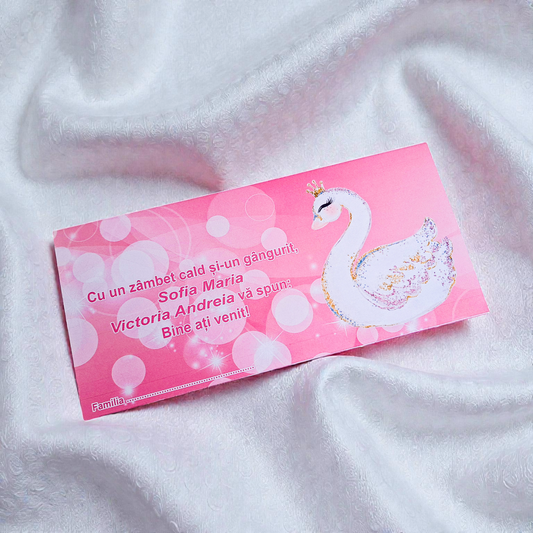 Cu un zâmbet cald și-un gângurit,
Sofia Maria
Victoria Andreia vă spun:
Bine ați venit!
Familia................................................